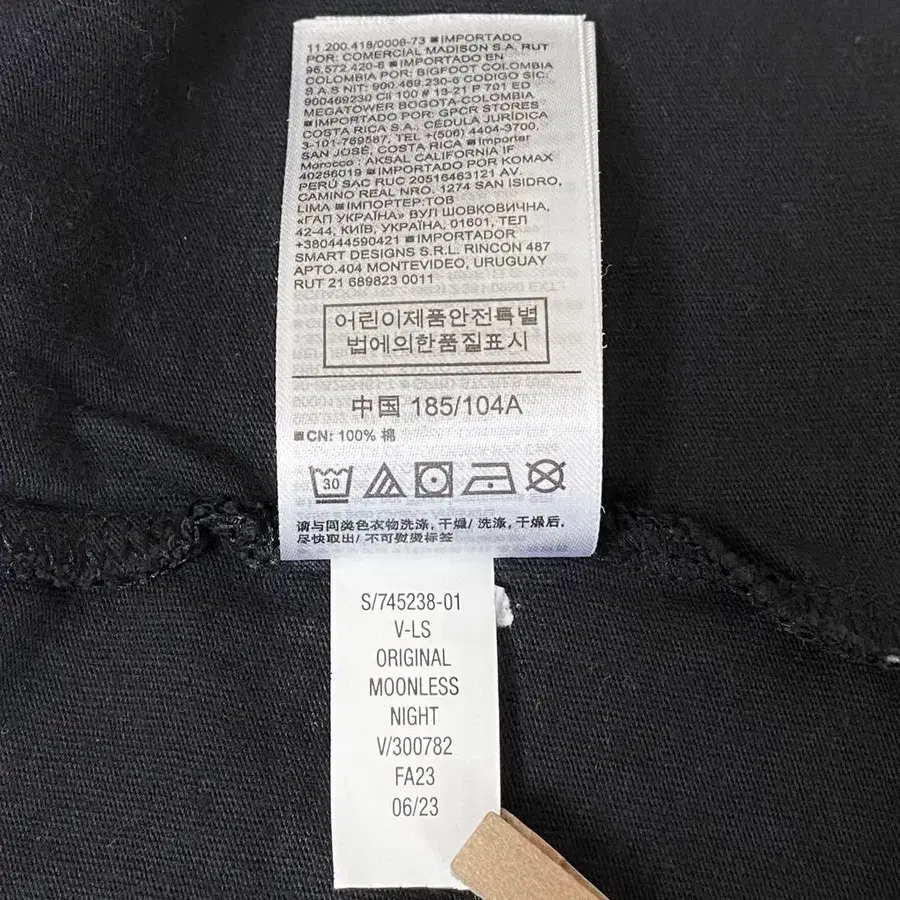 11.200.418/0006-73 ■IMPORTADO
POR: COMERCIAL MADISON S.A. RUT
96.572.420-6 ■IMPORTADO EN
COLOMBIA POR: BIGFOOT COLOMBIA
S A S NIT: 900.469.230-6 CODIGO SIC.
900469230 Cll 100 # 13-21 P 701 ED
MEGATOWER BOGOTA-COLOMBIA
■IMPORTADO POR: GPCR STORES
COSTA RICA S.A., CÉDULA JURÍDICA
3-101-769587, TEL +(506) 4404-3700,
SAN JOSÉ, COSTA RICA ■Importer
Morocco : AKSAL CALIFORNIA IF
40256019 ■IMPORTADO POR KOMAX
PERÚ SAC RUC 20516463121 AV.
CAMINO REAL NRO. 1274 SAN ISIDRO,
LIMA ■ІМПОРТЕР:ТОВ
«ГАП УКРАЇНА» ВУЛ ШОВКОВИЧНА,
42-44, КИЇВ, УКРАЇНА, 01601, ТЕЛ
+380444590421 ■IMPORTADOR
SMART DESIGNS S.R.L. RINCON 487
APTO.404 MONTEVIDEO, URUGUAY
RUT 21 689823 0011
어린이제품안전특별
법에의한품질표시
中国 185/104A
■CN: 100% 棉
30
请与同类色衣物洗涤, 干燥/ 洗涤, 干燥后,
尽快取出/ 不可熨烫标签
S/745238-01
V-LS
ORIGINAL
MOONLESS
NIGHT
V/300782
FA23
06/23